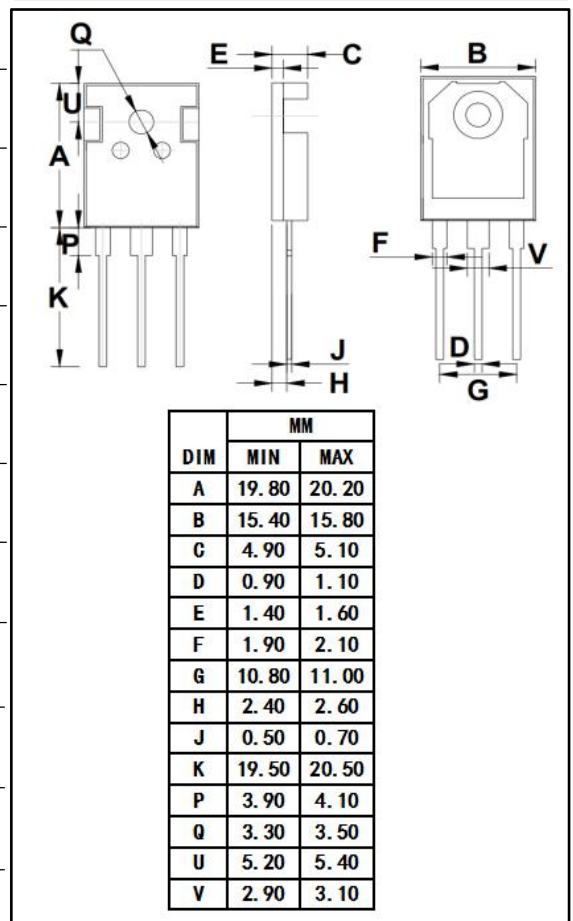 Q
E C
B
U
A
P
K
F V
J
H
D
G
MM
DIM MIN MAX
A 19.80 20.20
B 15.40 15.80
C 4.90 5.10
D 0.90 1.10
E 1.40 1.60
F 1.90 2.10
G 10.80 11.00
H 2.40 2.60
J 0.50 0.70
K 19.50 20.50
P 3.90 4.10
Q 3.30 3.50
U 5.20 5.40
V 2.90 3.10